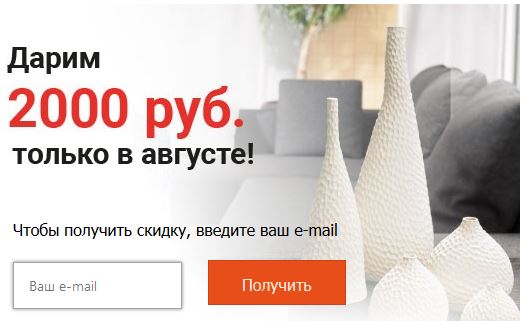 Дарим
2000 руб.
только в августе!
Чтобы получить скидку, введите ваш e-mail
Ваш e-mail
Получить